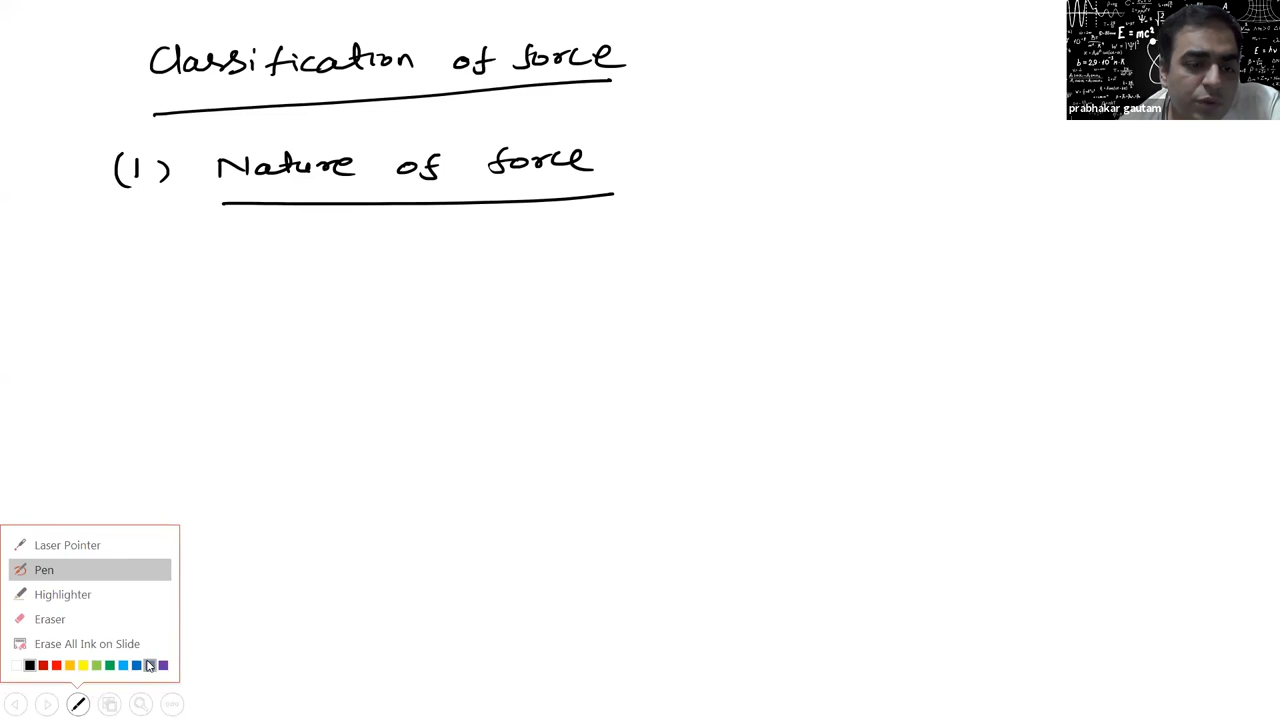 Classification of force
(1) Nature of force
E = mc²
prabhakar gautam
Laser Pointer
Pen
Highlighter
Eraser
Erase All Ink on Slide